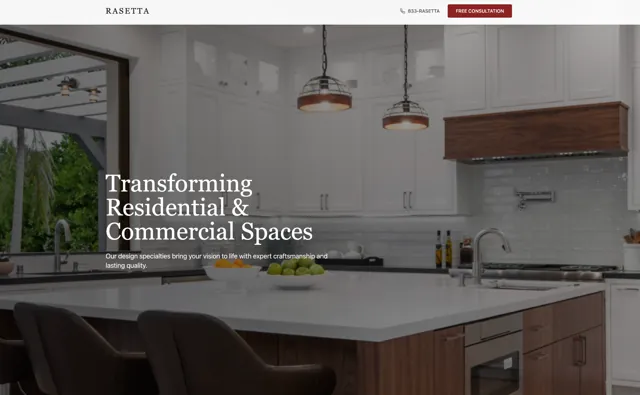 RASETTA
833-RASETTA
FREE CONSULTATION
Transforming
Residential &
Commercial Spaces
Our design specialties bring your vision to life with expert craftsmanship and
lasting quality.